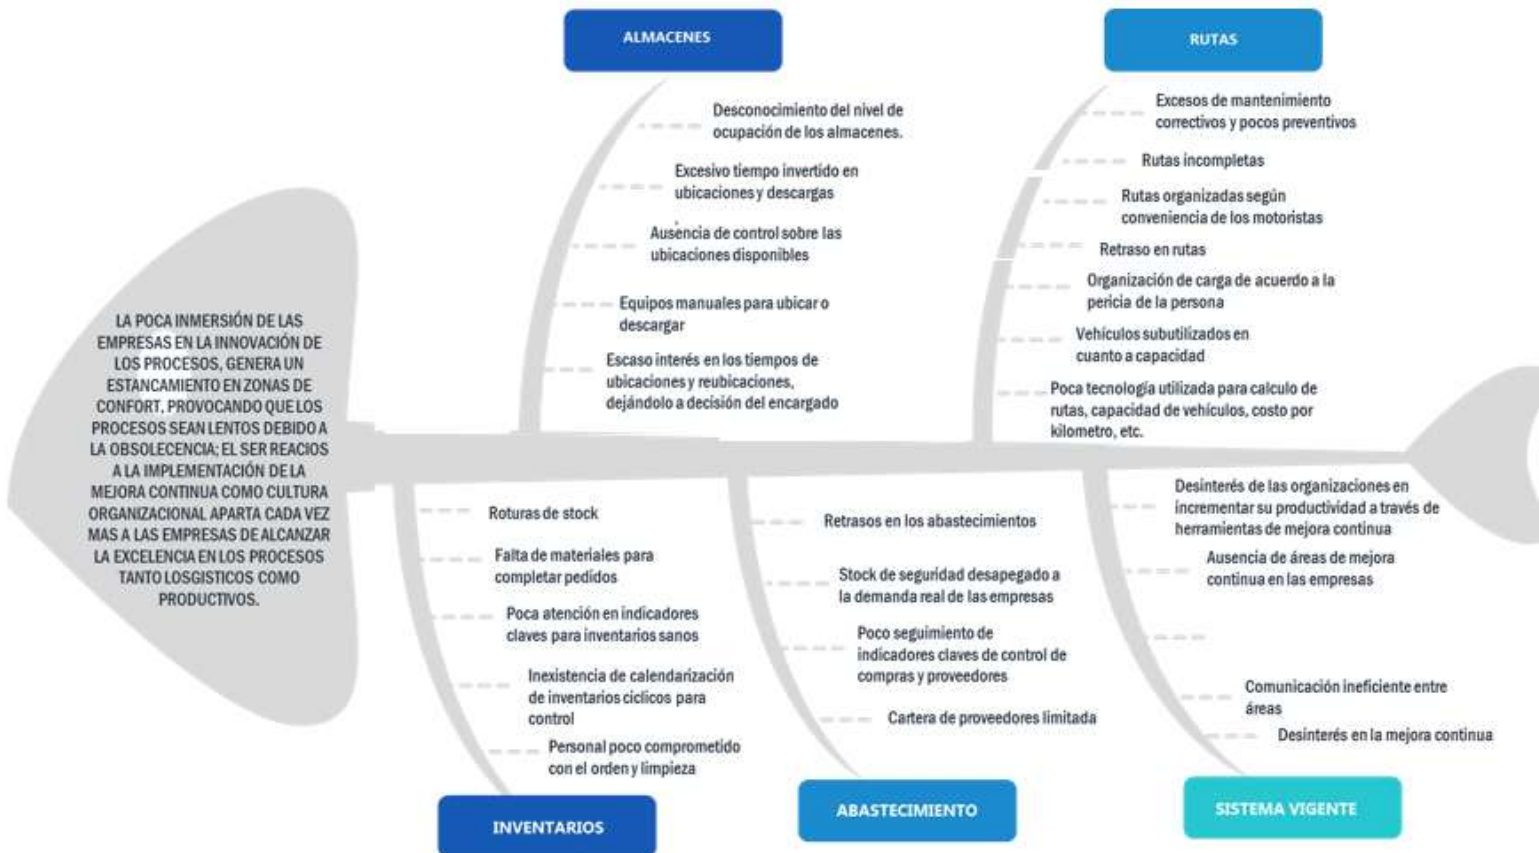 ALMACENES
Desconocimiento del nivel de
ocupación de los almacenes.
Excesivo tiempo invertido en
ubicaciones y descargas
Ausencia de control sobre las
ubicaciones disponibles
Equipos manuales para ubicar o
descargar
Escaso interés en los tiempos de
ubicaciones y reubicaciones,
dejándolo a decisión del encargado
RUTAS
Excesos de mantenimiento
correctivos y pocos preventivos
Rutas incompletas
Rutas organizadas según
conveniencia de los motoristas
Retraso en rutas
Organización de carga de acuerdo a la
pericia de la persona
Vehículos subutilizados en
cuanto a capacidad
Poca tecnología utilizada para calculo de
rutas, capacidad de vehículos, costo por
kilometro, etc.
LA POCA INMERSIÓN DE LAS
EMPRESAS EN LA INNOVACIÓN DE
LOS PROCESOS, GENERA UN
ESTANCAMIENTO EN ZONAS DE
CONFORT, PROVOCANDO QUE LOS
PROCESOS SEAN LENTOS DEBIDO A
LA OBSOLECENCIA; EL SER REACIOS
A LA IMPLEMENTACIÓN DE LA
MEJORA CONTINUA COMO CULTURA
ORGANIZACIONAL APARTA CADA VEZ
MAS A LAS EMPRESAS DE ALCANZAR
LA EXCELENCIA EN LOS PROCESOS
TANTO LOSGISTICOS COMO
PRODUCTIVOS.
Roturas de stock
Falta de materiales para
completar pedidos
Poca atención en indicadores
claves para inventarios sanos
Inexistencia de calendarización
de inventarios cíclicos para
control
Personal poco comprometido
con el orden y limpieza
INVENTARIOS
Retrasos en los abastecimientos
Stock de seguridad desapegado a
la demanda real de las empresas
Poco seguimiento de
indicadores claves de control de
compras y proveedores
Cartera de proveedores limitada
ABASTECIMIENTO
Desinterés de las organizaciones en
incrementar su productividad a través de
herramientas de mejora continua
Ausencia de áreas de mejora
continua en las empresas
Comunicación ineficiente entre
áreas
Desinterés en la mejora continua
SISTEMA VIGENTE